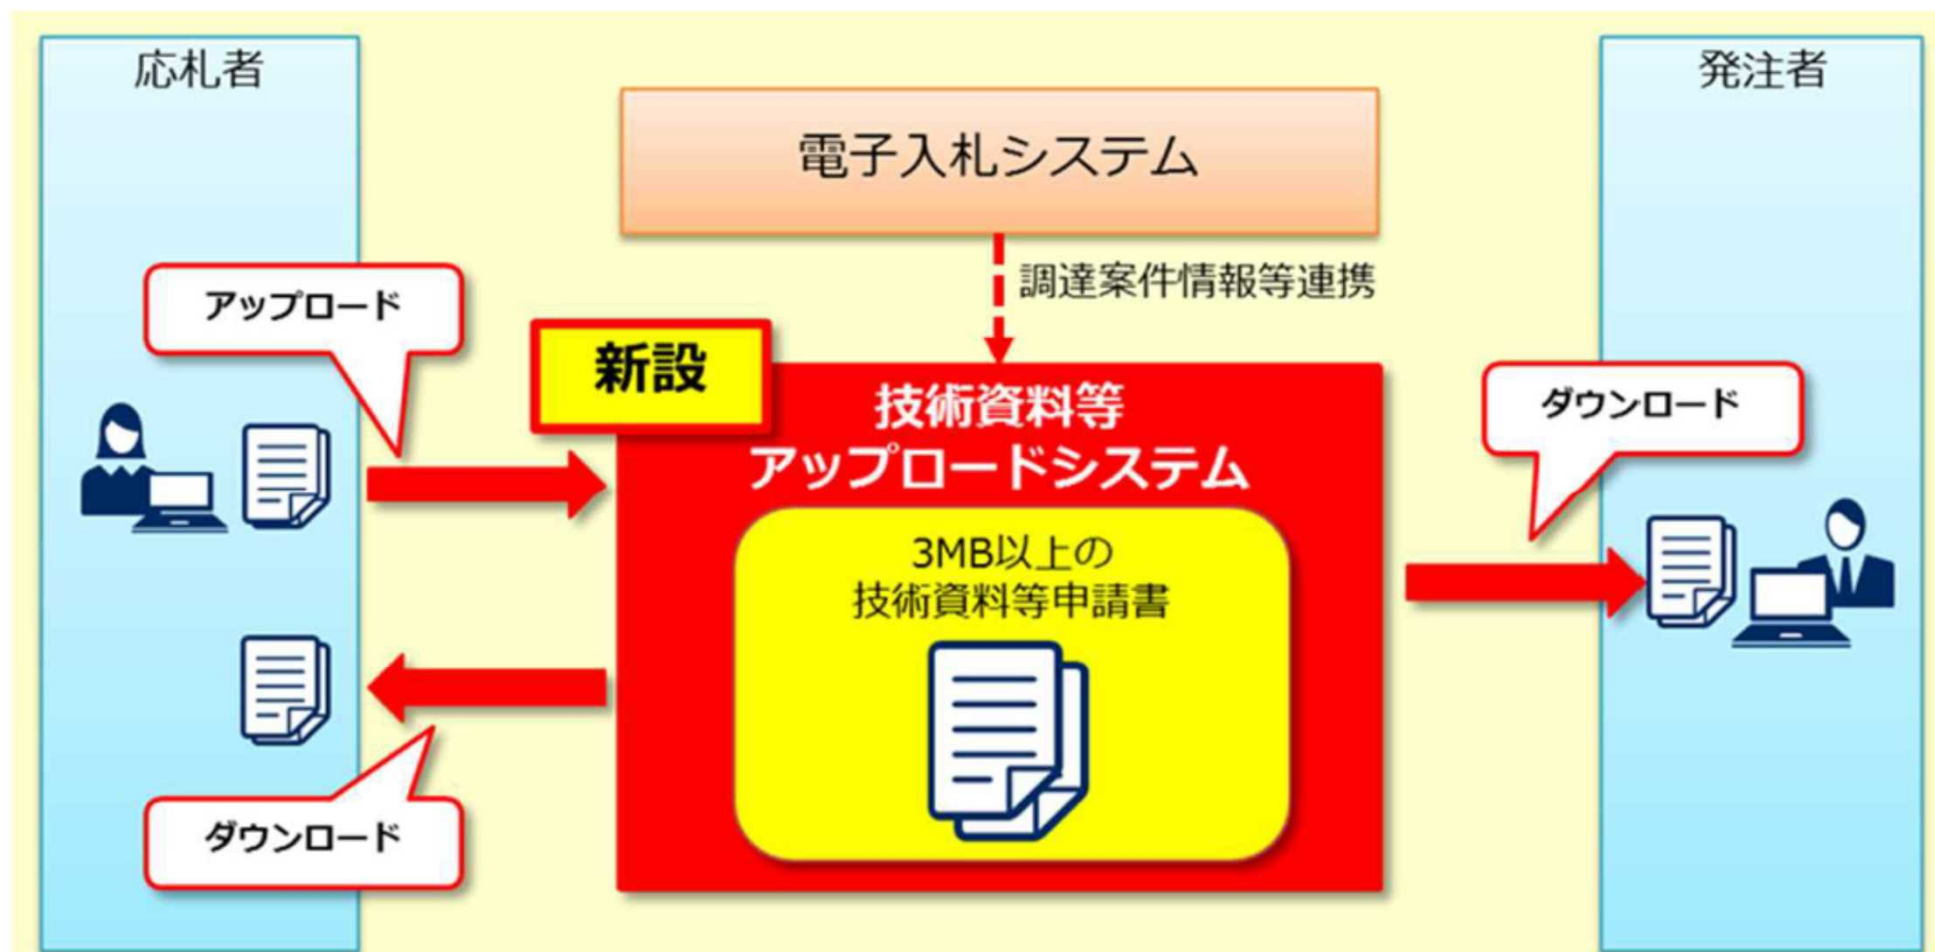 応札者
発注者
電子入札システム
調達案件情報等連携
アップロード
新設
技術資料等
アップロードシステム
ダウンロード
3MB以上の
技術資料等申請書
ダウンロード